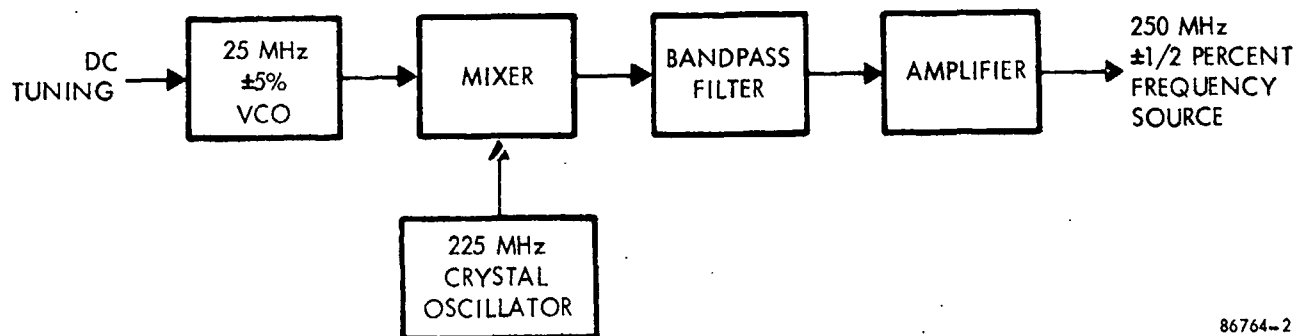 DC
TUNING
25 MHz
±5%
VCO
MIXER
BANDPASS
FILTER
AMPLIFIER
250 MHz
±1/2 PERCENT
FREQUENCY
SOURCE
225 MHz
CRYSTAL
OSCILLATOR
86764-2